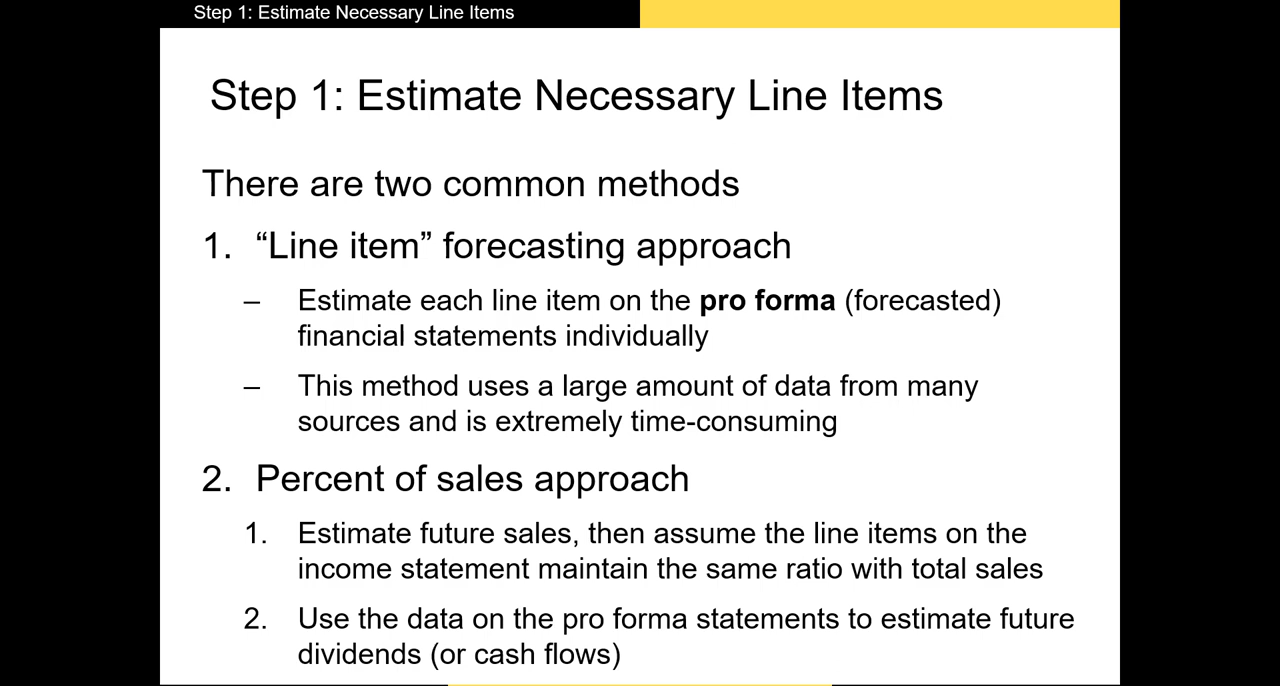 Step 1: Estimate Necessary Line Items
Step 1: Estimate Necessary Line Items
There are two common methods
1. “Line item” forecasting approach
– Estimate each line item on the pro forma (forecasted)
financial statements individually
– This method uses a large amount of data from many
sources and is extremely time-consuming
2. Percent of sales approach
1. Estimate future sales, then assume the line items on the
income statement maintain the same ratio with total sales
2. Use the data on the pro forma statements to estimate future
dividends (or cash flows)